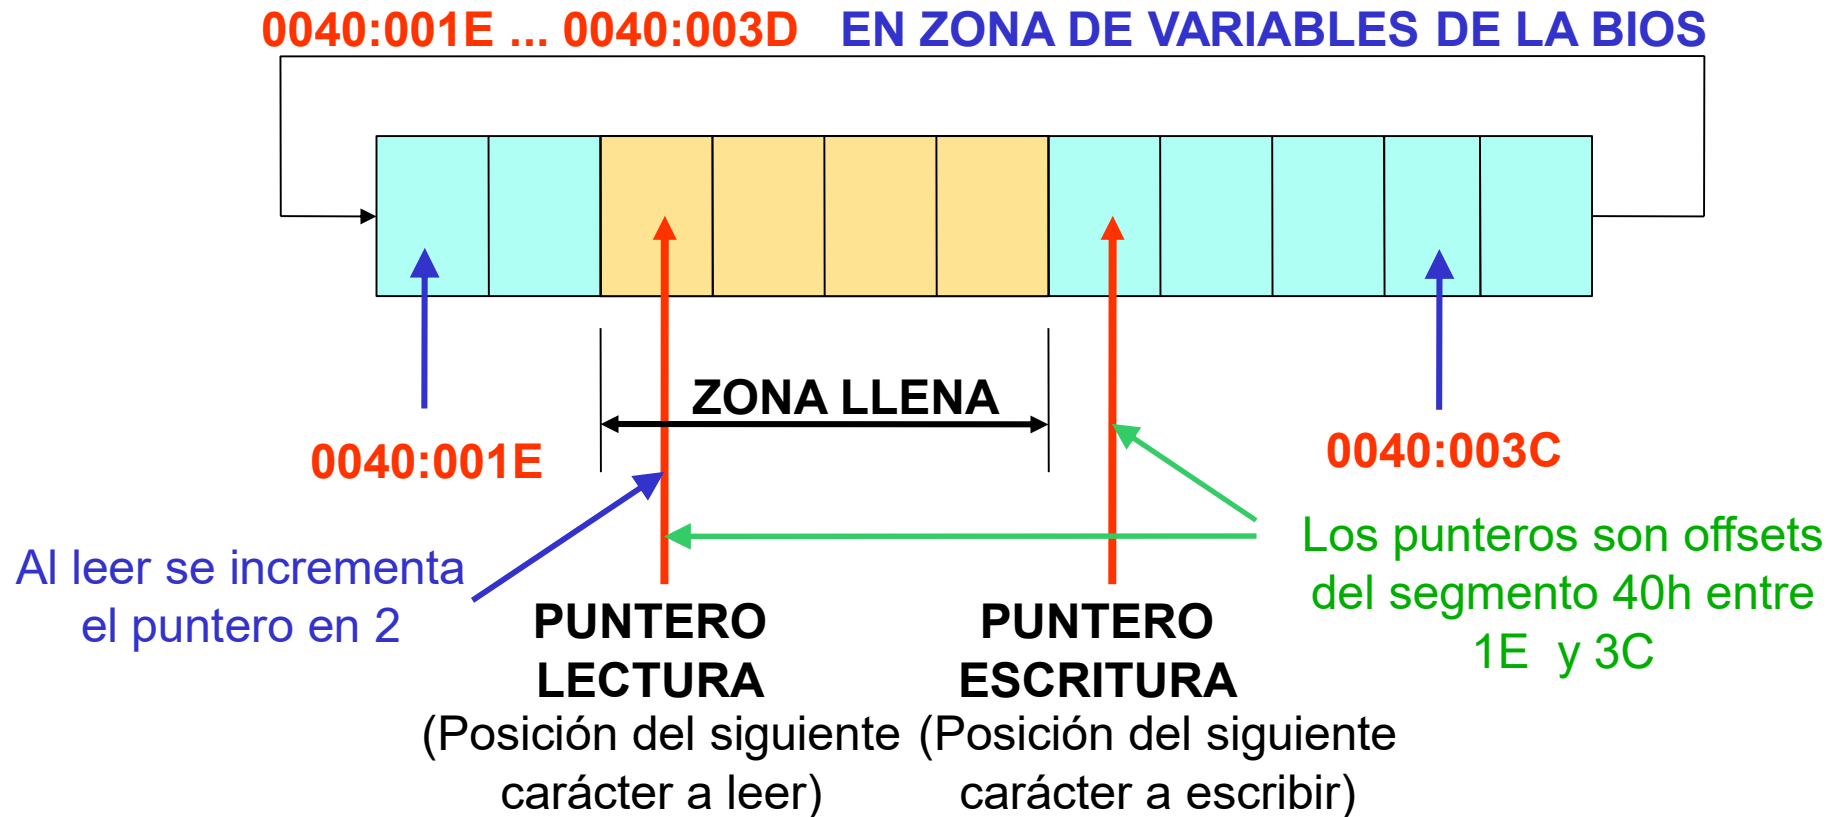 0040:001E ... 0040:003D EN ZONA DE VARIABLES DE LA BIOS
ZONA LLENA
0040:001E
0040:003C
Al leer se incrementa
el puntero en 2
Los punteros son offsets
del segmento 40h entre
1E y 3C
PUNTERO
LECTURA
(Posición del siguiente
carácter a leer)
PUNTERO
ESCRITURA
(Posición del siguiente
carácter a escribir)